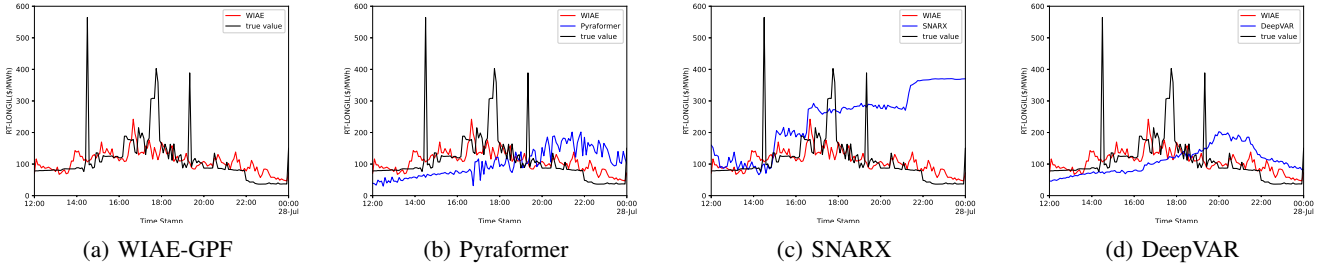 600
500
400
300
200
100
0
RT-LONGIL($/MWh)
WIAE
true value
12:00 14:00 16:00 18:00 20:00 22:00 00:00
28-Jul
Time Stamp
(a) WIAE-GPF
600
500
400
300
200
100
0
RT-LONGIL($/MWh)
WIAE
Pyraformer
true value
12:00 14:00 16:00 18:00 20:00 22:00 00:00
28-Jul
Time Stamp
(b) Pyraformer
600
500
400
300
200
100
0
RT-LONGIL($/MWh)
WIAE
SNARX
true value
12:00 14:00 16:00 18:00 20:00 22:00 00:00
28-Jul
Time Stamp
(c) SNARX
600
500
400
300
200
100
0
RT-LONGIL($/MWh)
WIAE
DeepVAR
true value
12:00 14:00 16:00 18:00 20:00 22:00 00:00
28-Jul
Time Stamp
(d) DeepVAR